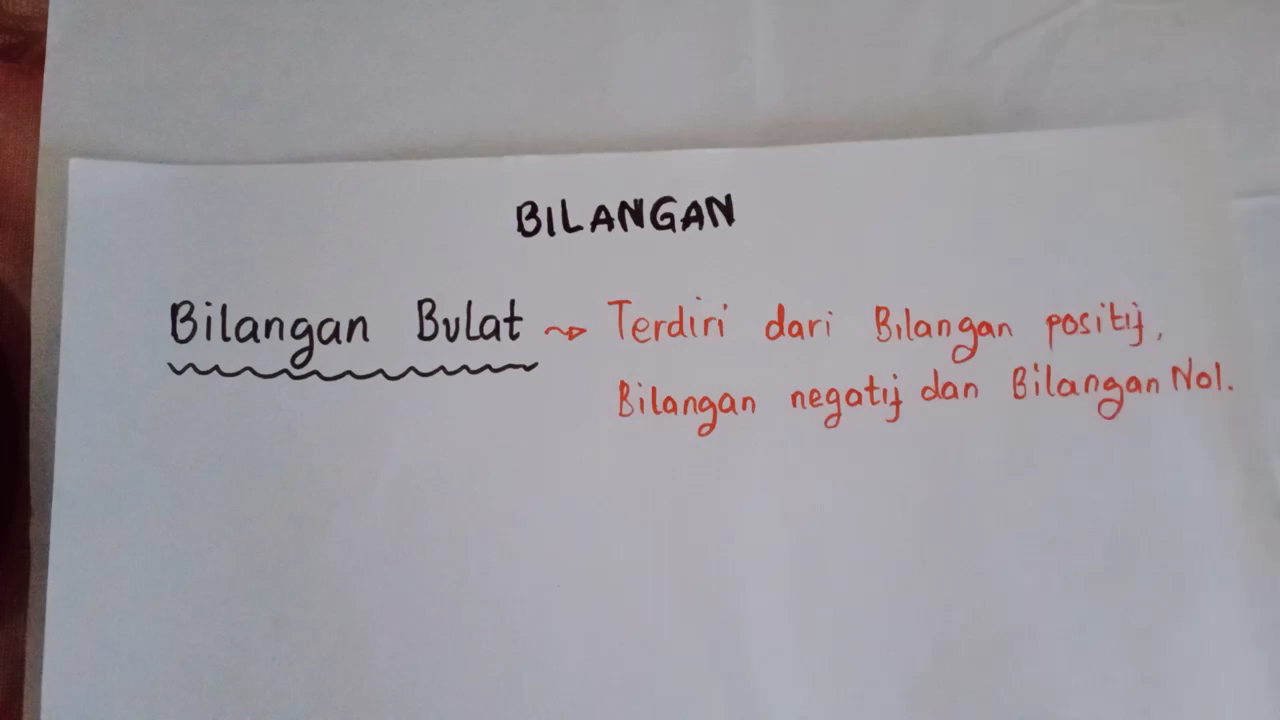 BILANGAN
Bilangan Bulat ~> Terdiri dari Bilangan positif,
Bilangan negatif dan Bilangan Nol.